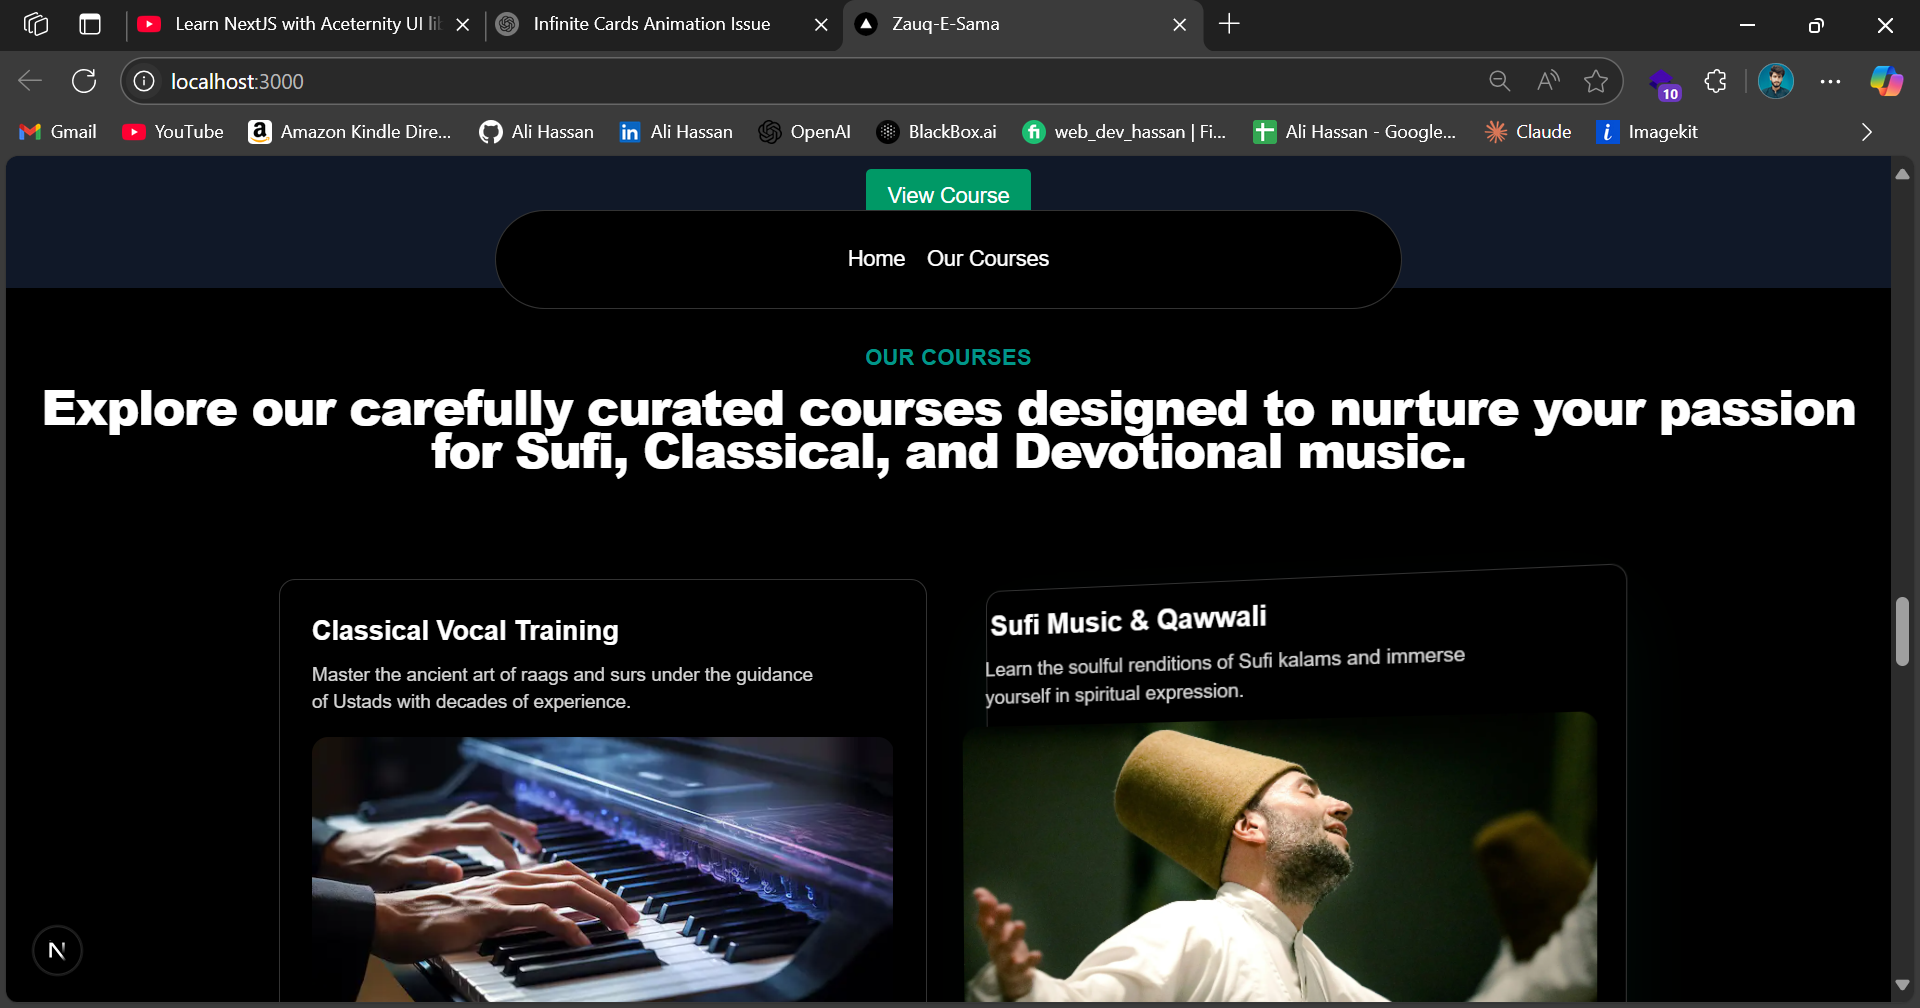 Learn NextJS with Aceternity UI lib
Infinite Cards Animation Issue
Zauq-E-Sama
localhost:3000
10
Gmail
YouTube
Amazon Kindle Dire...
Ali Hassan
Ali Hassan
OpenAI
BlackBox.ai
web_dev_hassan | Fi...
Ali Hassan - Google...
Claude
Imagekit
View Course
Home Our Courses
OUR COURSES
Explore our carefully curated courses designed to nurture your passion
for Sufi, Classical, and Devotional music.
Classical Vocal Training
Master the ancient art of raags and surs under the guidance
of Ustads with decades of experience.
Sufi Music & Qawwali
Learn the soulful renditions of Sufi kalams and immerse
yourself in spiritual expression.
N